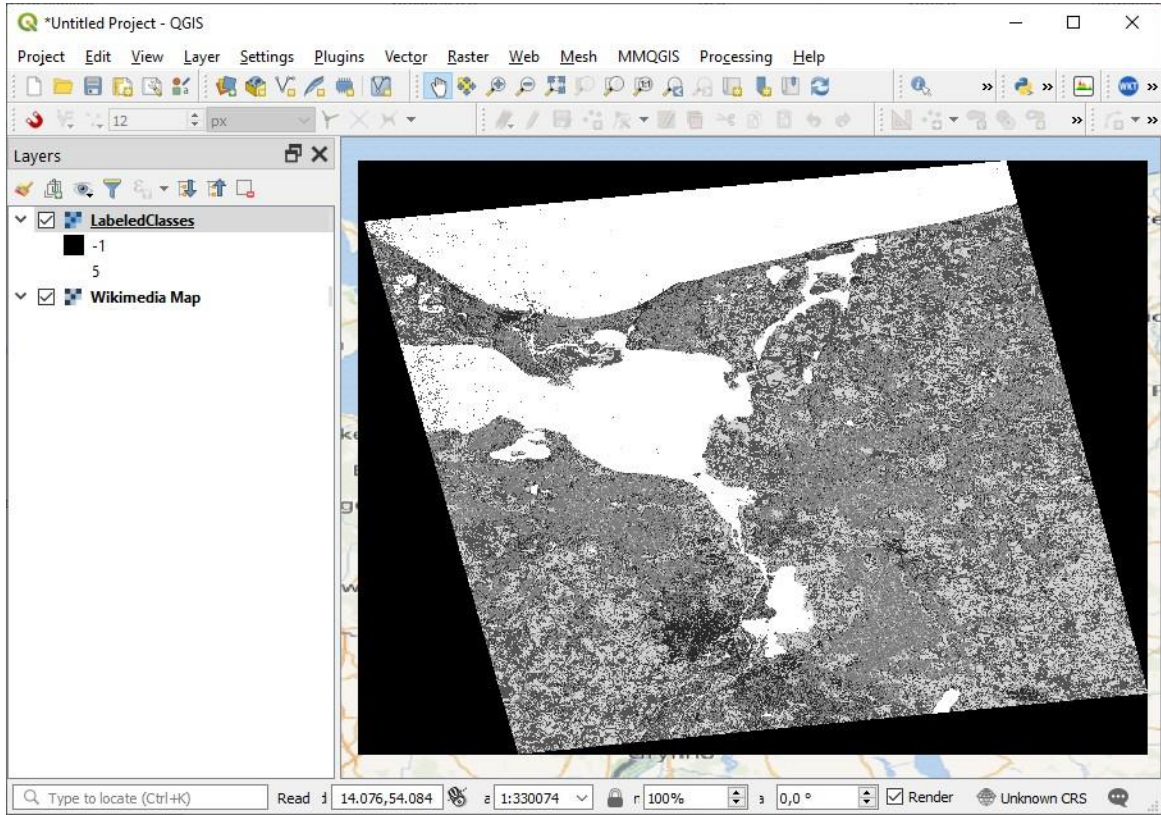 *Untitled Project - QGIS
Project Edit View Layer Settings Plugins Vector Raster Web Mesh MMQGIS Processing Help
12 px
Layers
LabeledClasses
-1
5
Wikimedia Map
Type to locate (Ctrl+K) Read 14.076,54.084 1:330074 100% 0,0 ° Render Unknown CRS